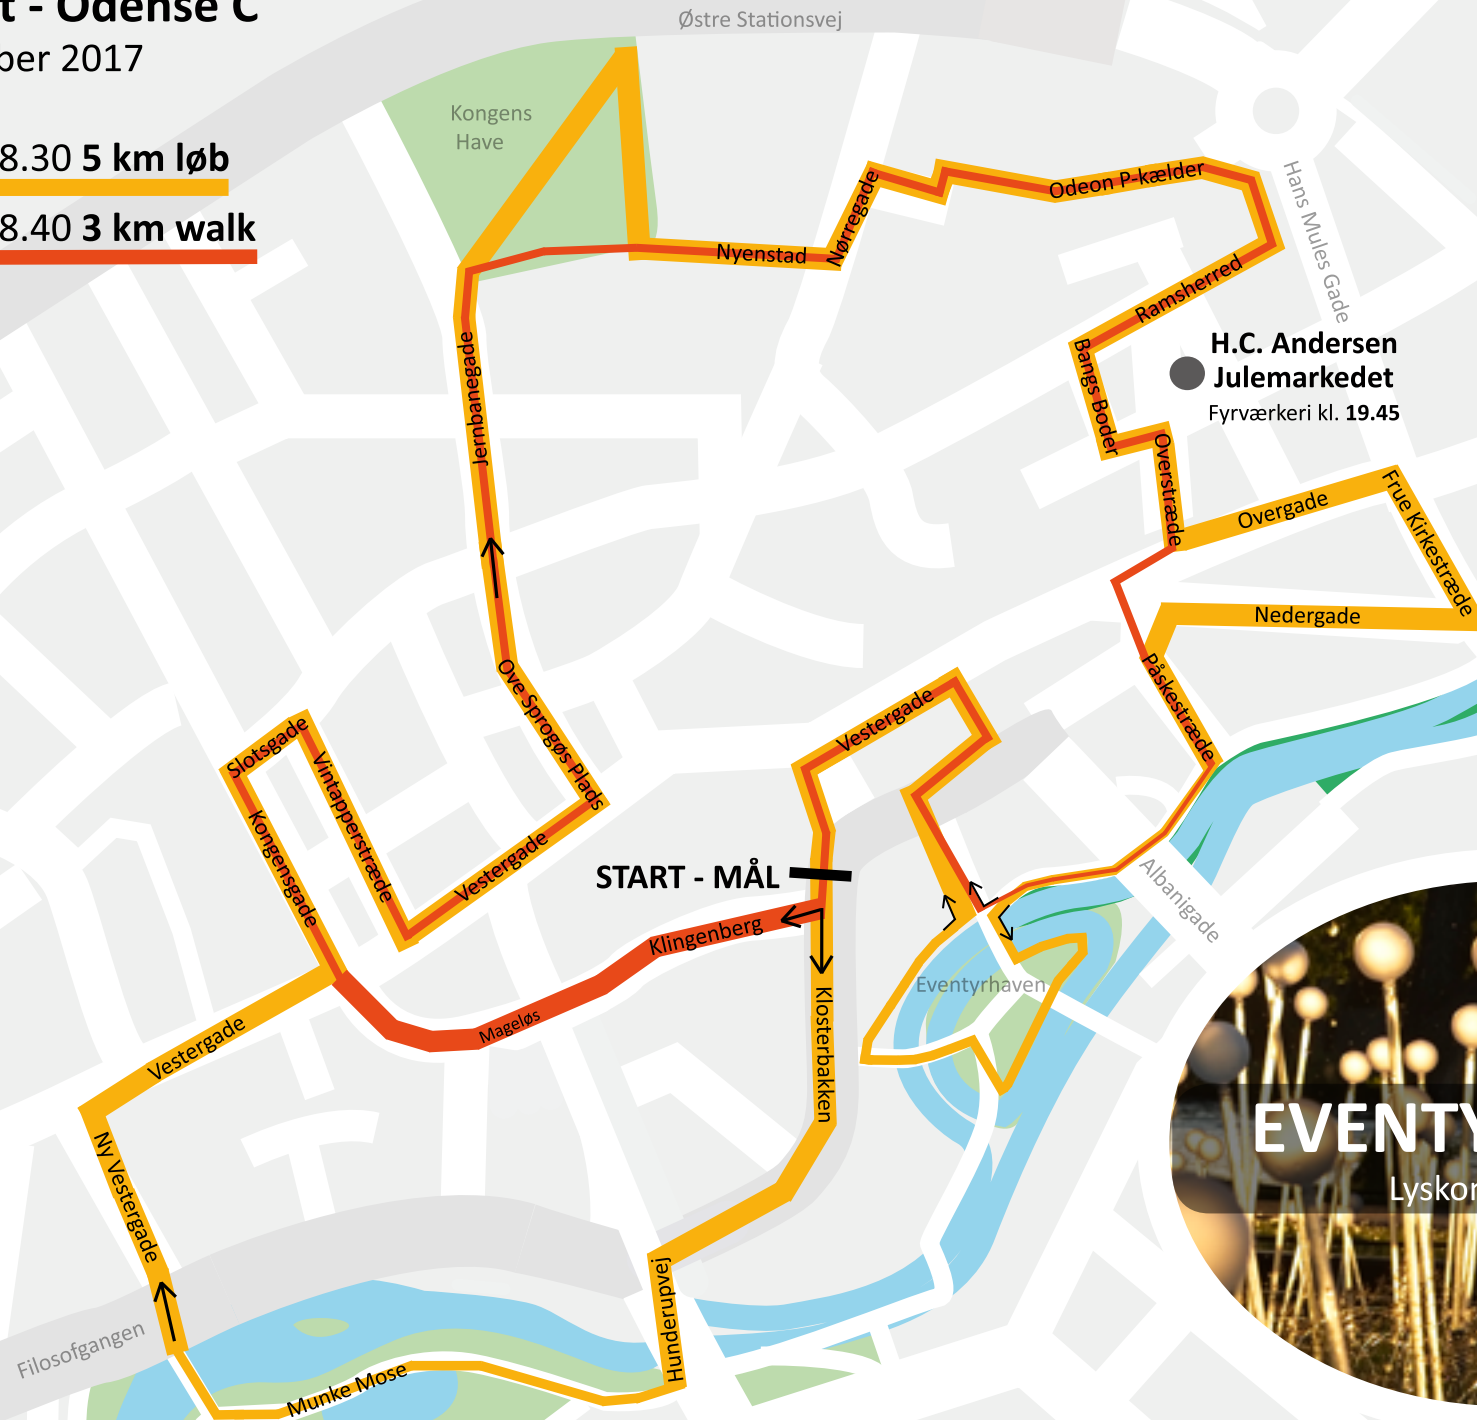 t - Odense C
ber 2017
8.30 5 km løb
8.40 3 km walk
Østre Stationsvej
Kongens
Have
Nyenstad
Nørregade
Odeon P-kælder
Hans Mules Gade
Ramsherred
H.C. Andersen
Julemarkedet
Fyrværkeri kl. 19.45
Bangs Boder
Overstræde
Overgade
Frue Kirkestræde
Nedergade
Påskestræde
Jernbanegade
Ove Sprogøs Plads
Slotsgade
Vintapperstræde
Kongensgade
Vestergade
Vestergade
START - MÅL
Klingenberg
Mageløs
Albanigade
Eventyrhaven
Klosterbakken
Vestergade
Ny Vestergade
Hunderupvej
Filosofgangen
Munke Mose
EVENTY
Lyskon